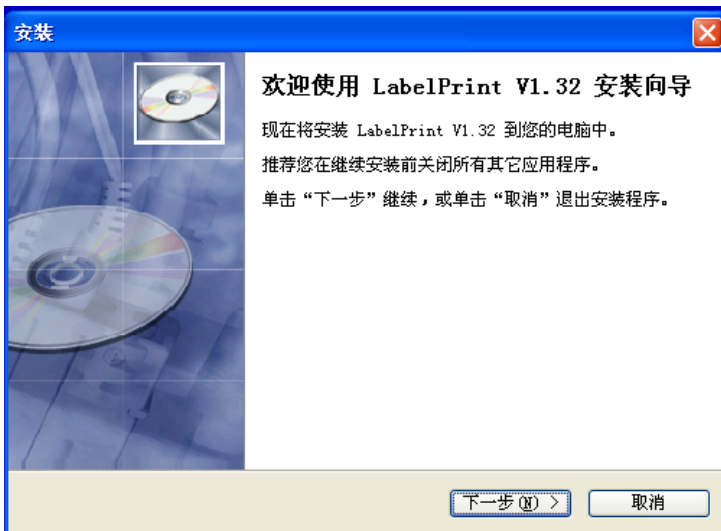 安装
欢迎使用 LabelPrint V1.32 安装向导
现在将安装 LabelPrint V1.32 到您的电脑中。
推荐您在继续安装前关闭所有其它应用程序。
单击“下一步”继续，或单击“取消”退出安装程序。
下一步(N) >
取消